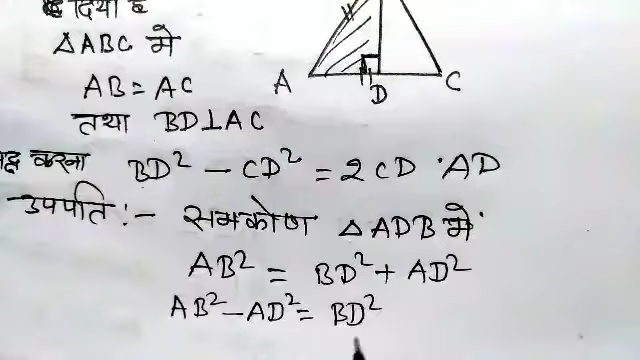 दिया है
△ABC में
AB = AC
तथा BD⊥AC
A
D
C
करना BD² – CD² = 2CD·AD
उपपति :- समकोण △ADB में
AB² = BD² + AD²
AB² – AD² = BD²